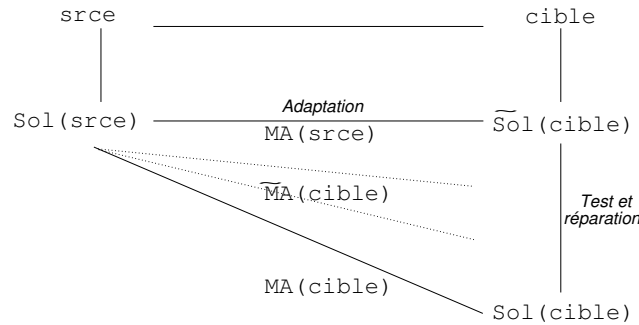 srce
cible
Adaptation
Sol(srce)
S̃ol(cible)
MA(srce)
M̃A(cible)
Test et
réparation
MA(cible)
Sol(cible)